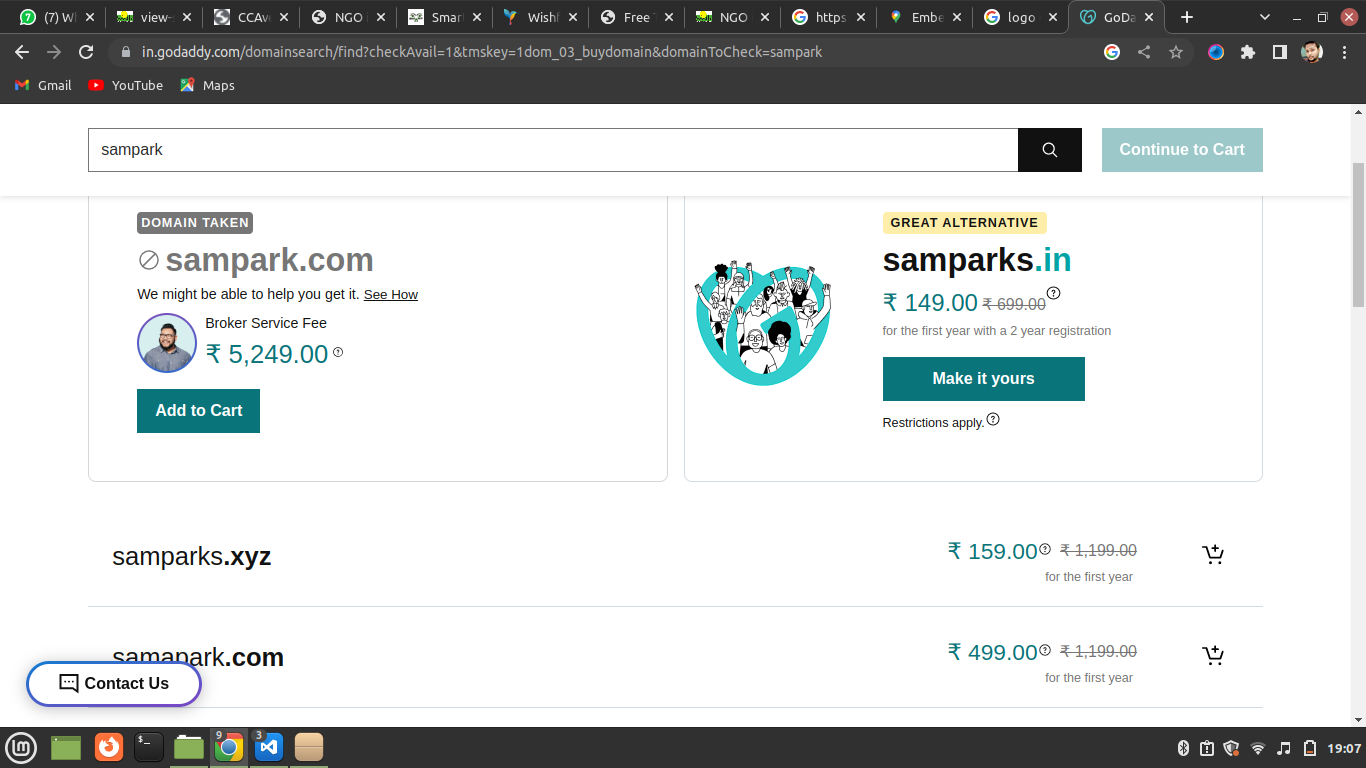 (7) Wh
view-s
CCAve
NGO i
Smart
Wishf
Free T
NGO
https
Embe
logo
GoDa
in.godaddy.com/domainsearch/find?checkAvail=1&tmskey=1dom_03_buydomain&domainToCheck=sampark
Gmail YouTube Maps
sampark
Continue to Cart
DOMAIN TAKEN
sampark.com
We might be able to help you get it. See How
Broker Service Fee
₹ 5,249.00
Add to Cart
GREAT ALTERNATIVE
samparks.in
₹ 149.00 ₹ 699.00
for the first year with a 2 year registration
Make it yours
Restrictions apply.
samparks.xyz
₹ 159.00 ₹ 1,199.00
for the first year
samapark.com
₹ 499.00 ₹ 1,199.00
for the first year
Contact Us
9
3
19:07